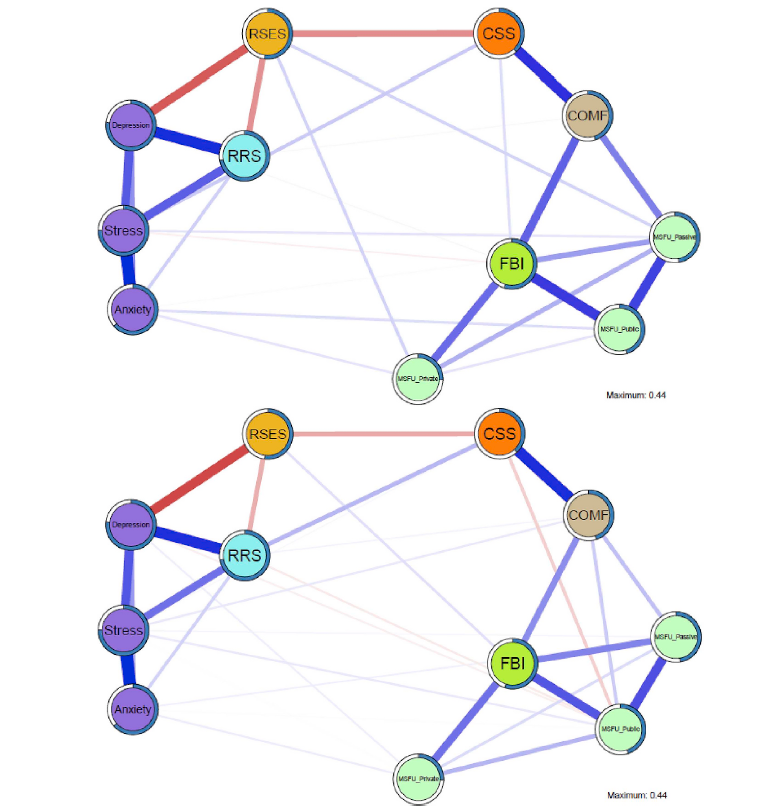 RSES
CSS
COMF
Depression
RRS
Stress
MSFU_Passive
FBI
Anxiety
MSFU_Public
MSFU_Private
Maximum: 0.44
RSES
CSS
COMF
Depression
RRS
Stress
MSFU_Passive
FBI
Anxiety
MSFU_Public
MSFU_Private
Maximum: 0.44